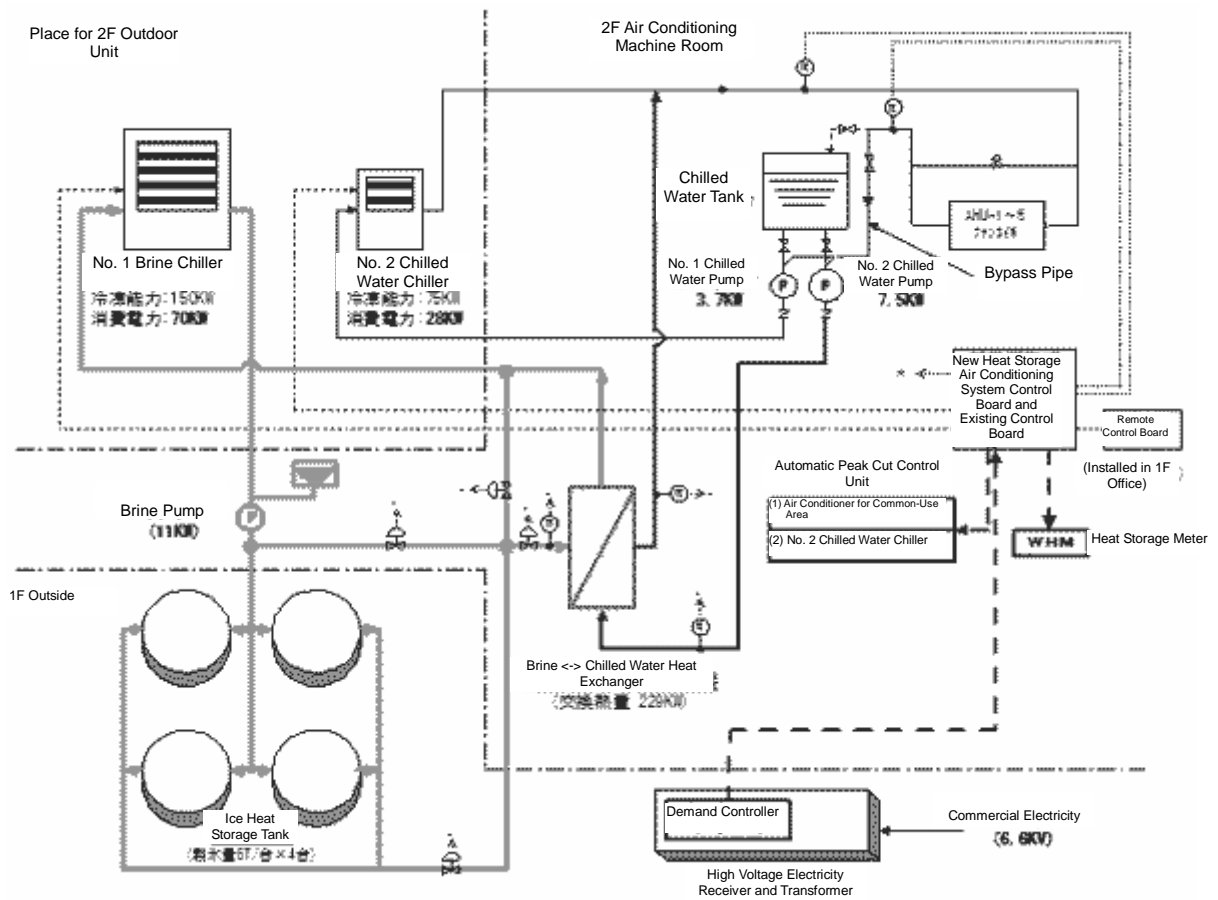 Place for 2F Outdoor
Unit
2F Air Conditioning
Machine Room
Chilled
Water Tank
No. 1 Brine Chiller
冷凍能力:150KW
消費電力:70KW
No. 2 Chilled
Water Chiller
冷凍能力:75KW
消費電力:28KW
No. 1 Chilled
Water Pump
3.7KW
P
P
No. 2 Chilled
Water Pump
7.5KW
Bypass Pipe
New Heat Storage
Air Conditioning
System Control
Board and
Existing Control
Board
Remote
Control Board
(Installed in 1F
Office)
Automatic Peak Cut Control
Unit
(1) Air Conditioner for Common-Use
Area
(2) No. 2 Chilled Water Chiller
WHM
Heat Storage Meter
Brine Pump
(11KW)
P
1F Outside
Brine <-> Chilled Water Heat
Exchanger
(交換熱量 229KW)
Ice Heat
Storage Tank
Demand Controller
Commercial Electricity
(6.6KV)
High Voltage Electricity
Receiver and Transformer